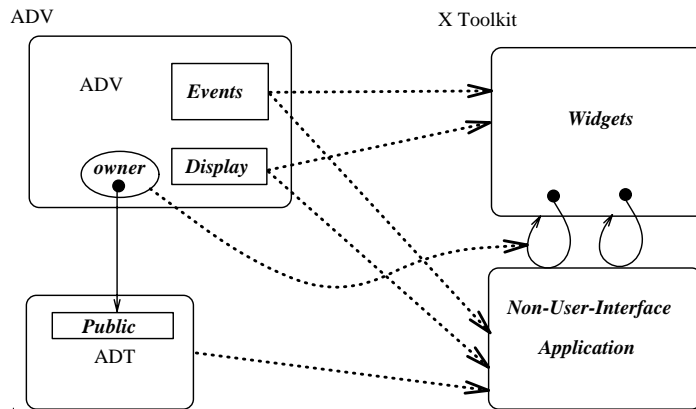 ADV
X Toolkit
ADV
Events
Widgets
owner
Display
Non-User-Interface
Application
Public
ADT